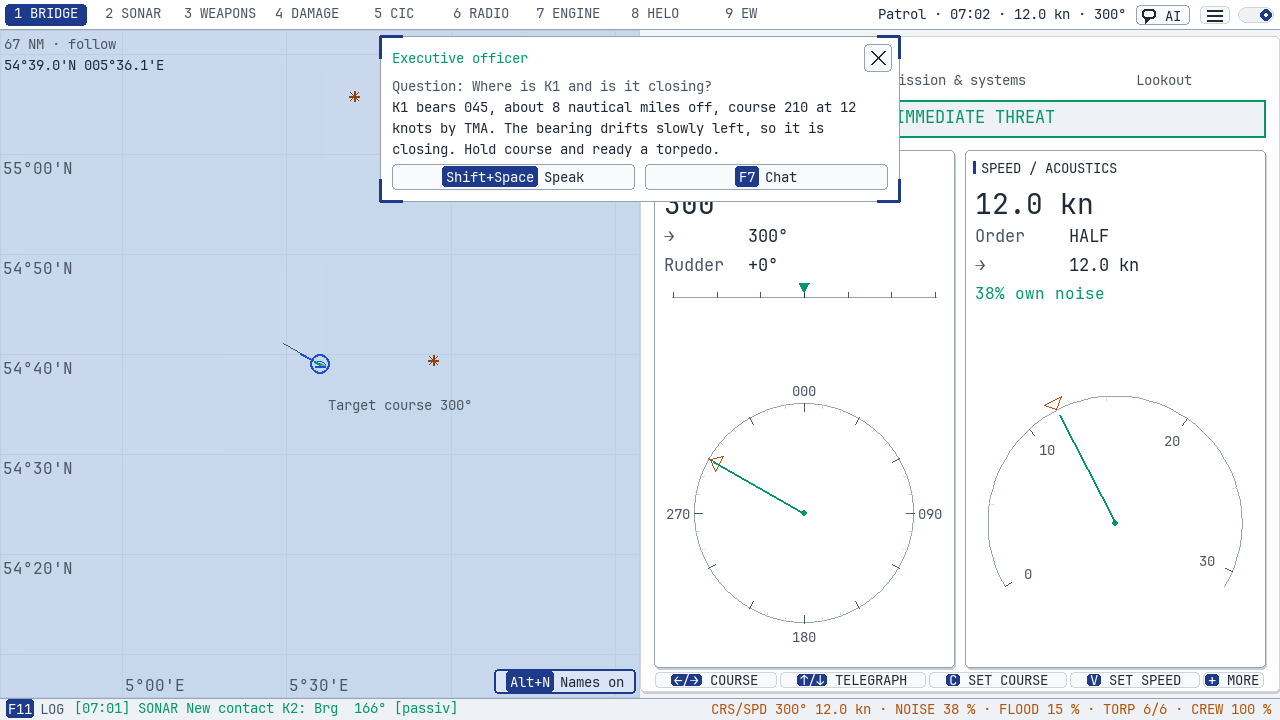 1 BRIDGE 2 SONAR 3 WEAPONS 4 DAMAGE 5 CIC 6 RADIO 7 ENGINE 8 HELO 9 EW Patrol · 07:02 · 12.0 kn · 300° AI
67 NM · follow
54°39.0'N 005°36.1'E
55°00'N
54°50'N
54°40'N
54°30'N
54°20'N
5°00'E 5°30'E
Target course 300°
Alt+N Names on
Executive officer
Question: Where is K1 and is it closing?
K1 bears 045, about 8 nautical miles off, course 210 at 12
knots by TMA. The bearing drifts slowly left, so it is
closing. Hold course and ready a torpedo.
Shift+Space Speak F7 Chat
ission & systems Lookout
IMMEDIATE THREAT
300
→ 300°
Rudder +0°
000
090
180
270
SPEED / ACOUSTICS
12.0 kn
Order HALF
→ 12.0 kn
38% own noise
0
10
20
30
←/→ COURSE ↑/↓ TELEGRAPH C SET COURSE V SET SPEED + MORE
F11 LOG [07:01] SONAR New contact K2: Brg 166° [passiv] CRS/SPD 300° 12.0 kn · NOISE 38 % · FLOOD 15 % · TORP 6/6 · CREW 100 %